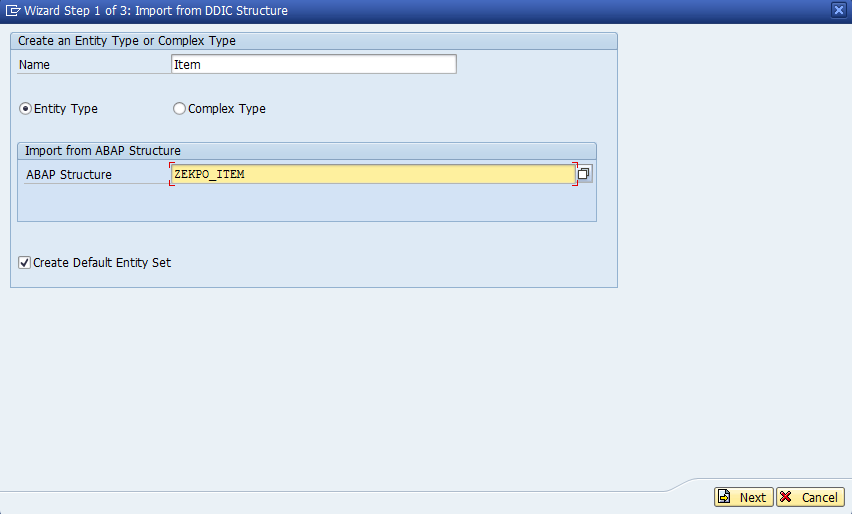 Wizard Step 1 of 3: Import from DDIC Structure
Create an Entity Type or Complex Type
Name Item
Entity Type Complex Type
Import from ABAP Structure
ABAP Structure ZEKPO_ITEM
Create Default Entity Set
Next Cancel